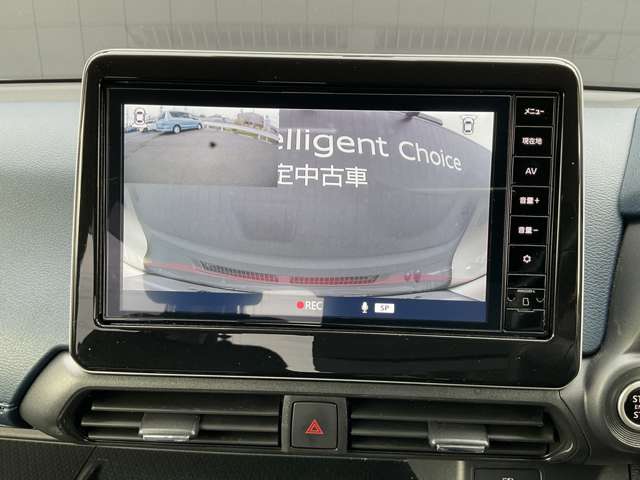 elligent Choice
定中古車
メニュー
現在地
AV
音量+
音量-
REC
SP